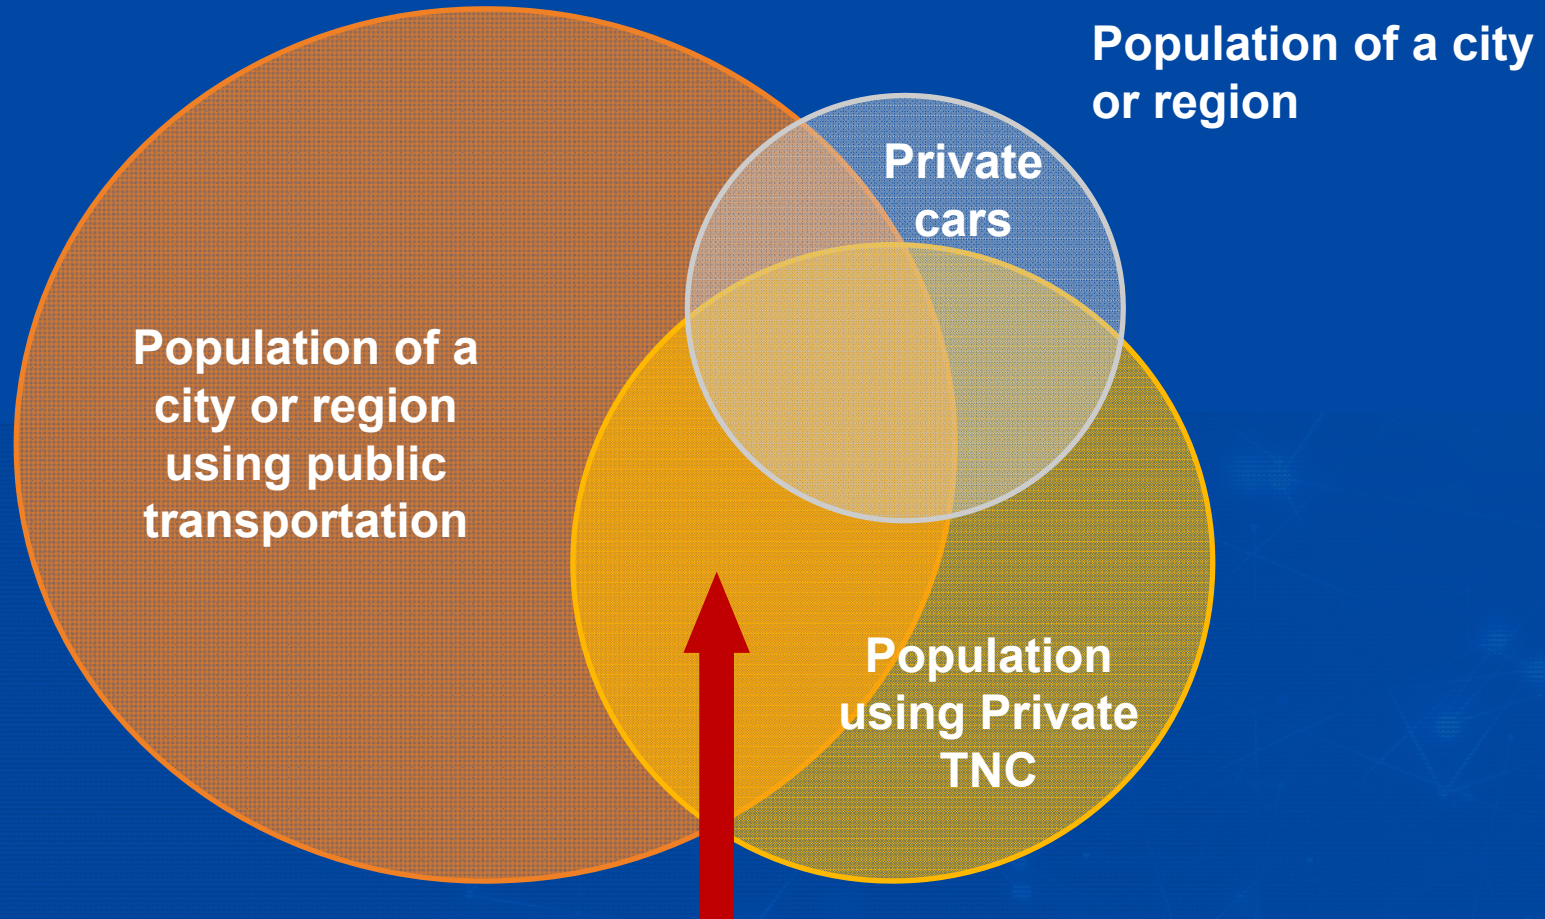 Population of a city
or region
Private
cars
Population of a
city or region
using public
transportation
Population
using Private
TNC